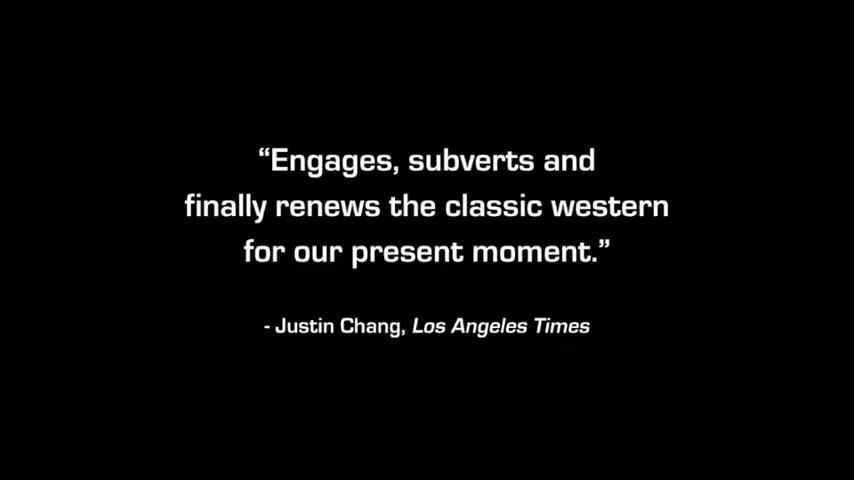 “Engages, subverts and
finally renews the classic western
for our present moment.”
- Justin Chang, Los Angeles Times